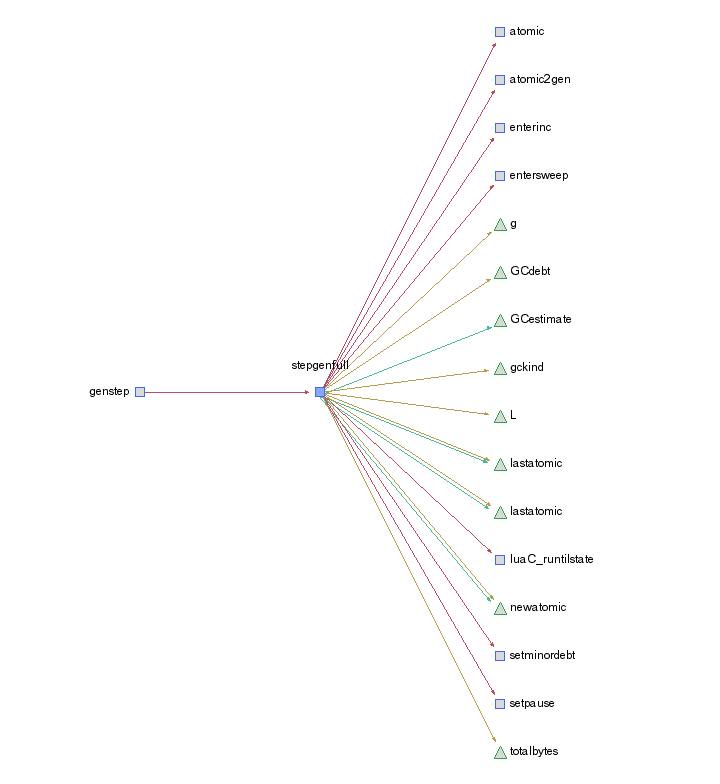 atomic
atomic2gen
enterinc
entersweep
g
GCdebt
GCestimate
stepgenfull
gckind
genstep
L
lastatomic
lastatomic
luaC_runtilstate
newatomic
setminordebt
setpause
totalbytes